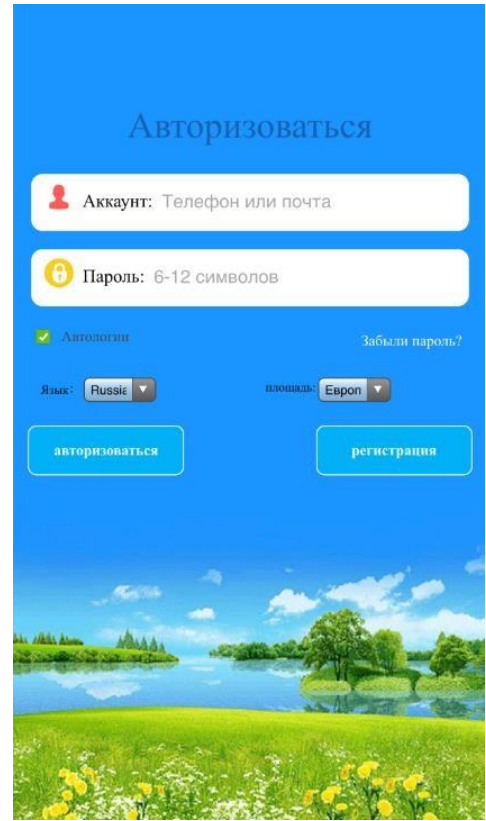 Авторизоваться
Аккаунт: Телефон или почта
Пароль: 6-12 символов
Автологин Забыли пароль?
Язык: Russia площадь: Европ
авторизоваться регистрация